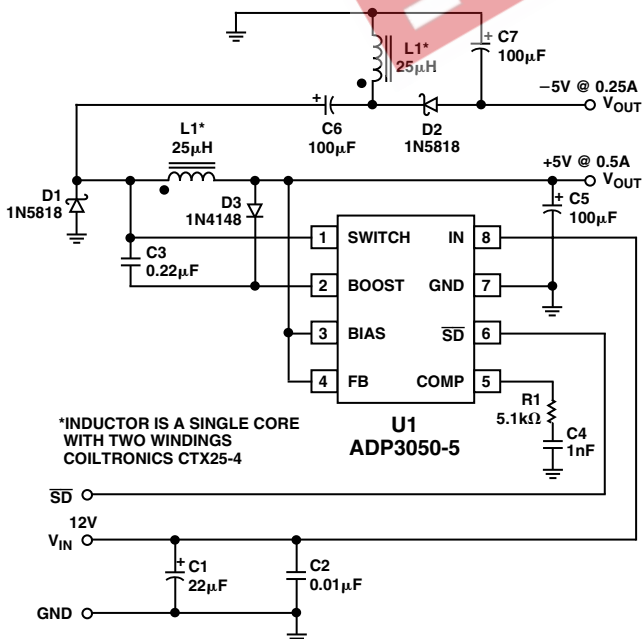 L1*
25μH
+ C7
100μF
−5V @ 0.25A
VOUT
+
C6
100μF
D2
1N5818
L1*
25μH
+5V @ 0.5A
VOUT
D1
1N5818
D3
1N4148
+ C5
100μF
C3
0.22μF
1 SWITCH IN 8
2 BOOST GND 7
3 BIAS SD 6
4 FB COMP 5
R1
5.1kΩ
C4
1nF
U1
ADP3050-5
*INDUCTOR IS A SINGLE CORE
WITH TWO WINDINGS
COILTRONICS CTX25-4
SD
12V
VIN
+ C1
22μF
C2
0.01μF
GND